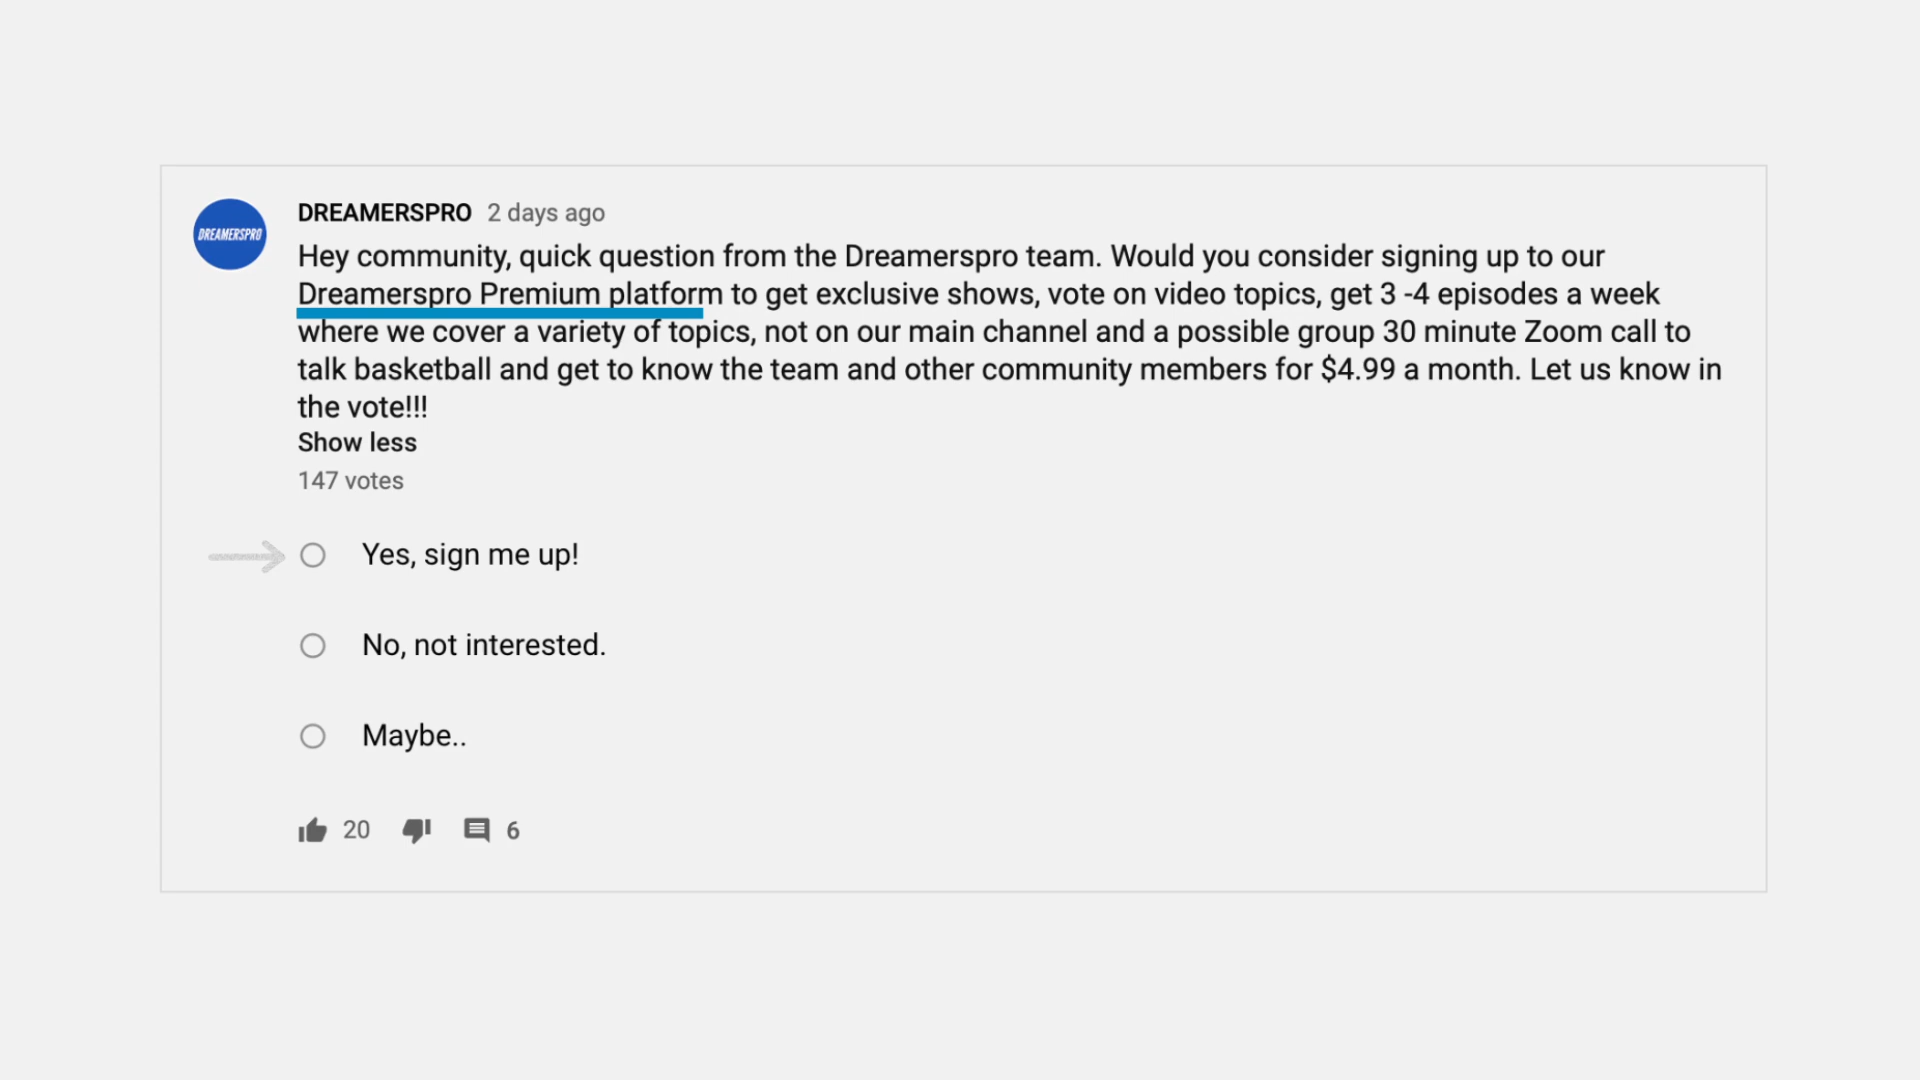 DREAMERSPRO
DREAMERSPRO 2 days ago
Hey community, quick question from the Dreamerspro team. Would you consider signing up to our
Dreamerspro Premium platform to get exclusive shows, vote on video topics, get 3 -4 episodes a week
where we cover a variety of topics, not on our main channel and a possible group 30 minute Zoom call to
talk basketball and get to know the team and other community members for $4.99 a month. Let us know in
the vote!!!
Show less
147 votes
Yes, sign me up!
No, not interested.
Maybe..
20 6